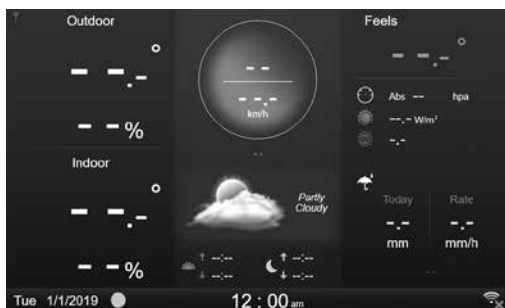 Outdoor
-- -- . -- °
-- -- %
Indoor
-- -- . -- °
-- -- %
-- --
-- -- . --
km/h
-- --
Partly
Cloudy
↑ --:--
↓ --:--
↑ --:--
↓ --:--
Feels
-- -- . -- °
Abs -- hpa
--.-- W/m²
--.--
Today Rate
--.-- --.--
mm mm/h
-- --
Tue 1/1/2019 12 : 00 am